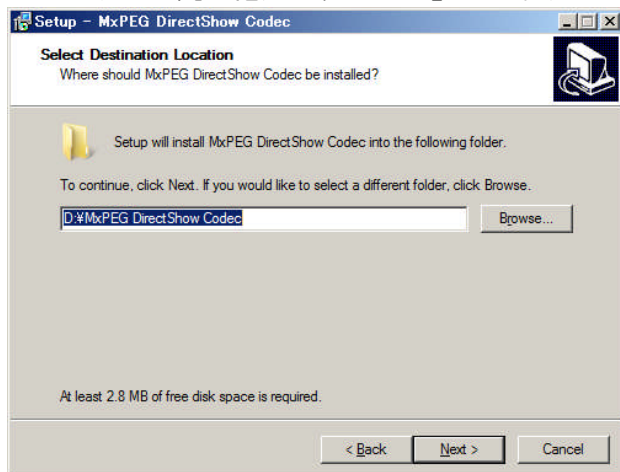 Setup - MxPEG DirectShow Codec
Select Destination Location
Where should MxPEG DirectShow Codec be installed?
Setup will install MxPEG DirectShow Codec into the following folder.
To continue, click Next. If you would like to select a different folder, click Browse.
D:¥MxPEG DirectShow Codec
Browse...
At least 2.8 MB of free disk space is required.
< Back
Next >
Cancel